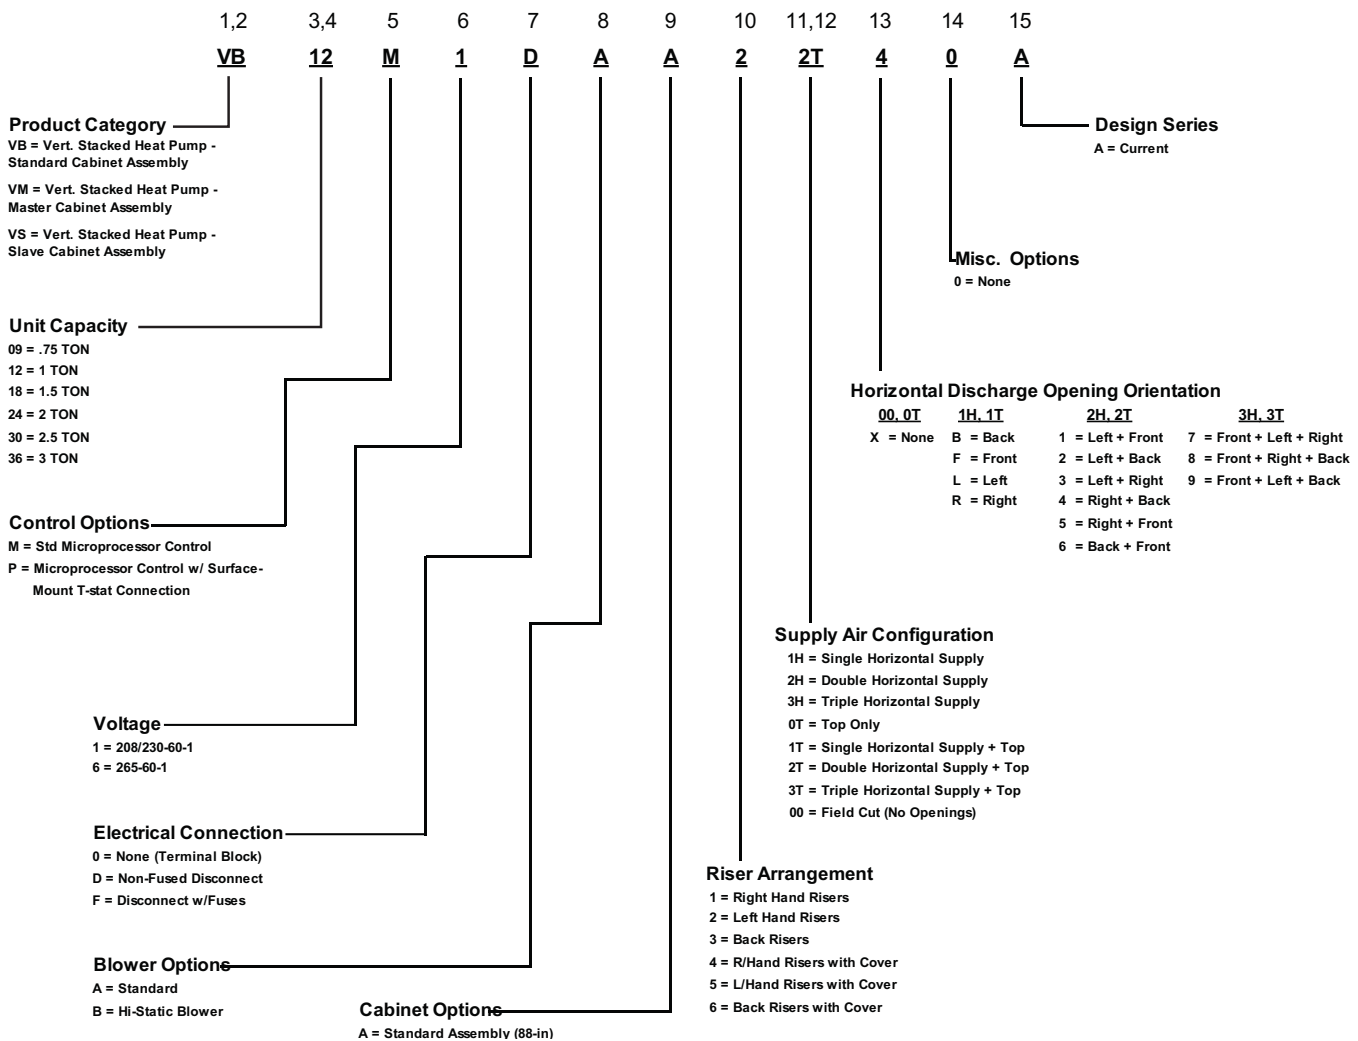 1,2 3,4 5 6 7 8 9 10 11,12 13 14 15
VB 12 M 1 D A A 2 2T 4 0 A
Product Category
VB = Vert. Stacked Heat Pump -
Standard Cabinet Assembly
VM = Vert. Stacked Heat Pump -
Master Cabinet Assembly
VS = Vert. Stacked Heat Pump -
Slave Cabinet Assembly
Unit Capacity
09 = .75 TON
12 = 1 TON
18 = 1.5 TON
24 = 2 TON
30 = 2.5 TON
36 = 3 TON
Control Options
M = Std Microprocessor Control
P = Microprocessor Control w/ Surface-
Mount T-stat Connection
Voltage
1 = 208/230-60-1
6 = 265-60-1
Electrical Connection
0 = None (Terminal Block)
D = Non-Fused Disconnect
F = Disconnect w/Fuses
Blower Options
A = Standard
B = Hi-Static Blower
Cabinet Options
A = Standard Assembly (88-in)
Riser Arrangement
1 = Right Hand Risers
2 = Left Hand Risers
3 = Back Risers
4 = R/Hand Risers with Cover
5 = L/Hand Risers with Cover
6 = Back Risers with Cover
Supply Air Configuration
1H = Single Horizontal Supply
2H = Double Horizontal Supply
3H = Triple Horizontal Supply
0T = Top Only
1T = Single Horizontal Supply + Top
2T = Double Horizontal Supply + Top
3T = Triple Horizontal Supply + Top
00 = Field Cut (No Openings)
Horizontal Discharge Opening Orientation
00, 0T 1H, 1T 2H, 2T 3H, 3T
X = None B = Back 1 = Left + Front 7 = Front + Left + Right
F = Front 2 = Left + Back 8 = Front + Right + Back
L = Left 3 = Left + Right 9 = Front + Left + Back
R = Right 4 = Right + Back
5 = Right + Front
6 = Back + Front
Misc. Options
0 = None
Design Series
A = Current